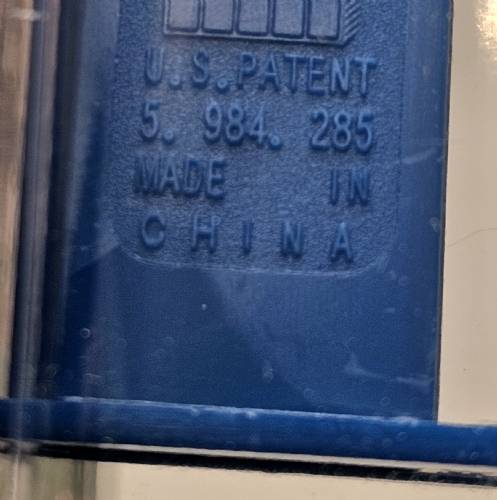 U.S.PATENT
5. 984. 285
MADE IN
CHINA